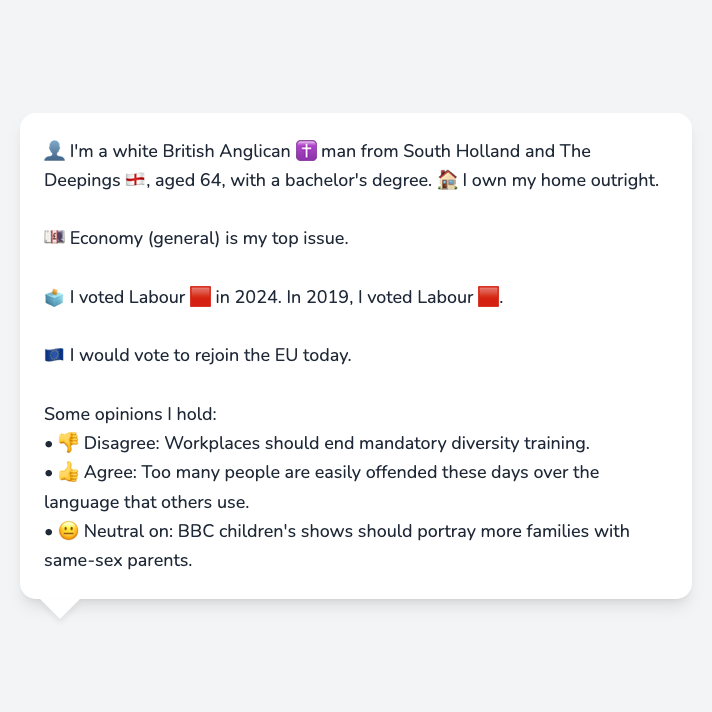 👤 I'm a white British Anglican ✝️ man from South Holland and The
Deepings 🏴󠁧󠁢󠁥󠁮󠁧󠁿, aged 64, with a bachelor's degree. 🏠 I own my home outright.
💷 Economy (general) is my top issue.
🗳️ I voted Labour 🟥 in 2024. In 2019, I voted Labour 🟥.
🇪🇺 I would vote to rejoin the EU today.
Some opinions I hold:
• 👎 Disagree: Workplaces should end mandatory diversity training.
• 👍 Agree: Too many people are easily offended these days over the
language that others use.
• 😐 Neutral on: BBC children's shows should portray more families with
same-sex parents.